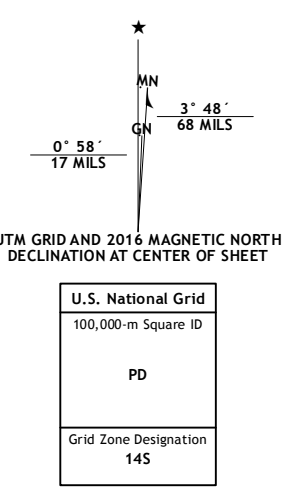 ★
MN
3° 48´
68 MILS
GN
0° 58´
17 MILS
UTM GRID AND 2016 MAGNETIC NORTH
DECLINATION AT CENTER OF SHEET
U.S. National Grid
100,000-m Square ID
PD
Grid Zone Designation
14S